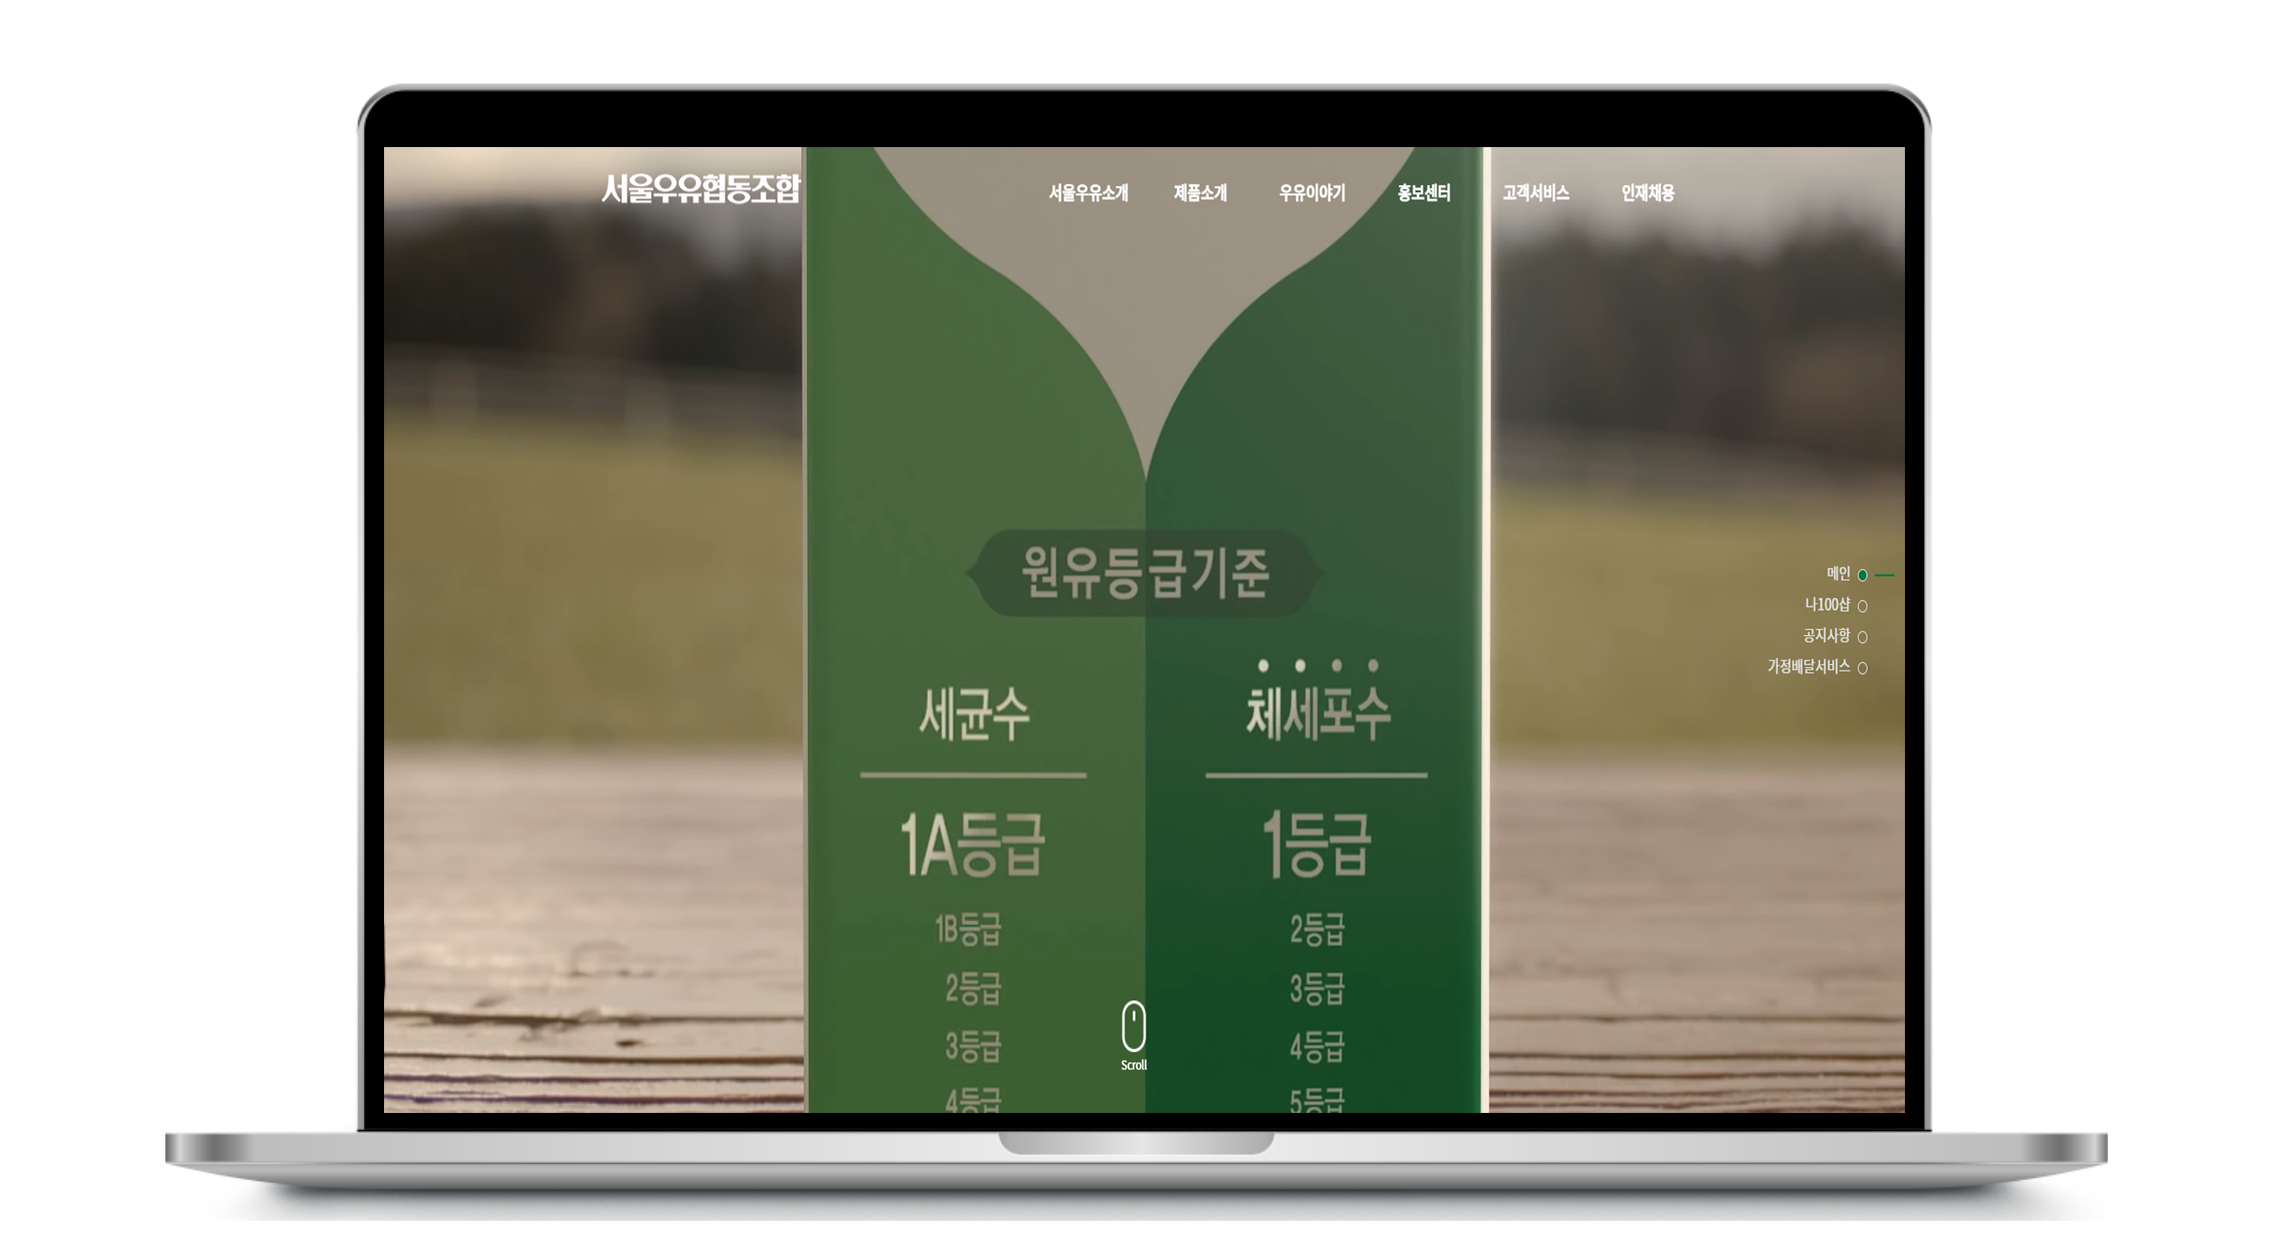 서울우유협동조합
서울우유소개 제품소개 우유이야기 홍보센터 고객서비스 인재채용
원유등급기준
메인
나100샵
공지사항
가정배달서비스
세균수 체세포수
1A등급 1등급
1B등급 2등급
2등급 3등급
3등급 4등급
Scroll
4등급 5등급